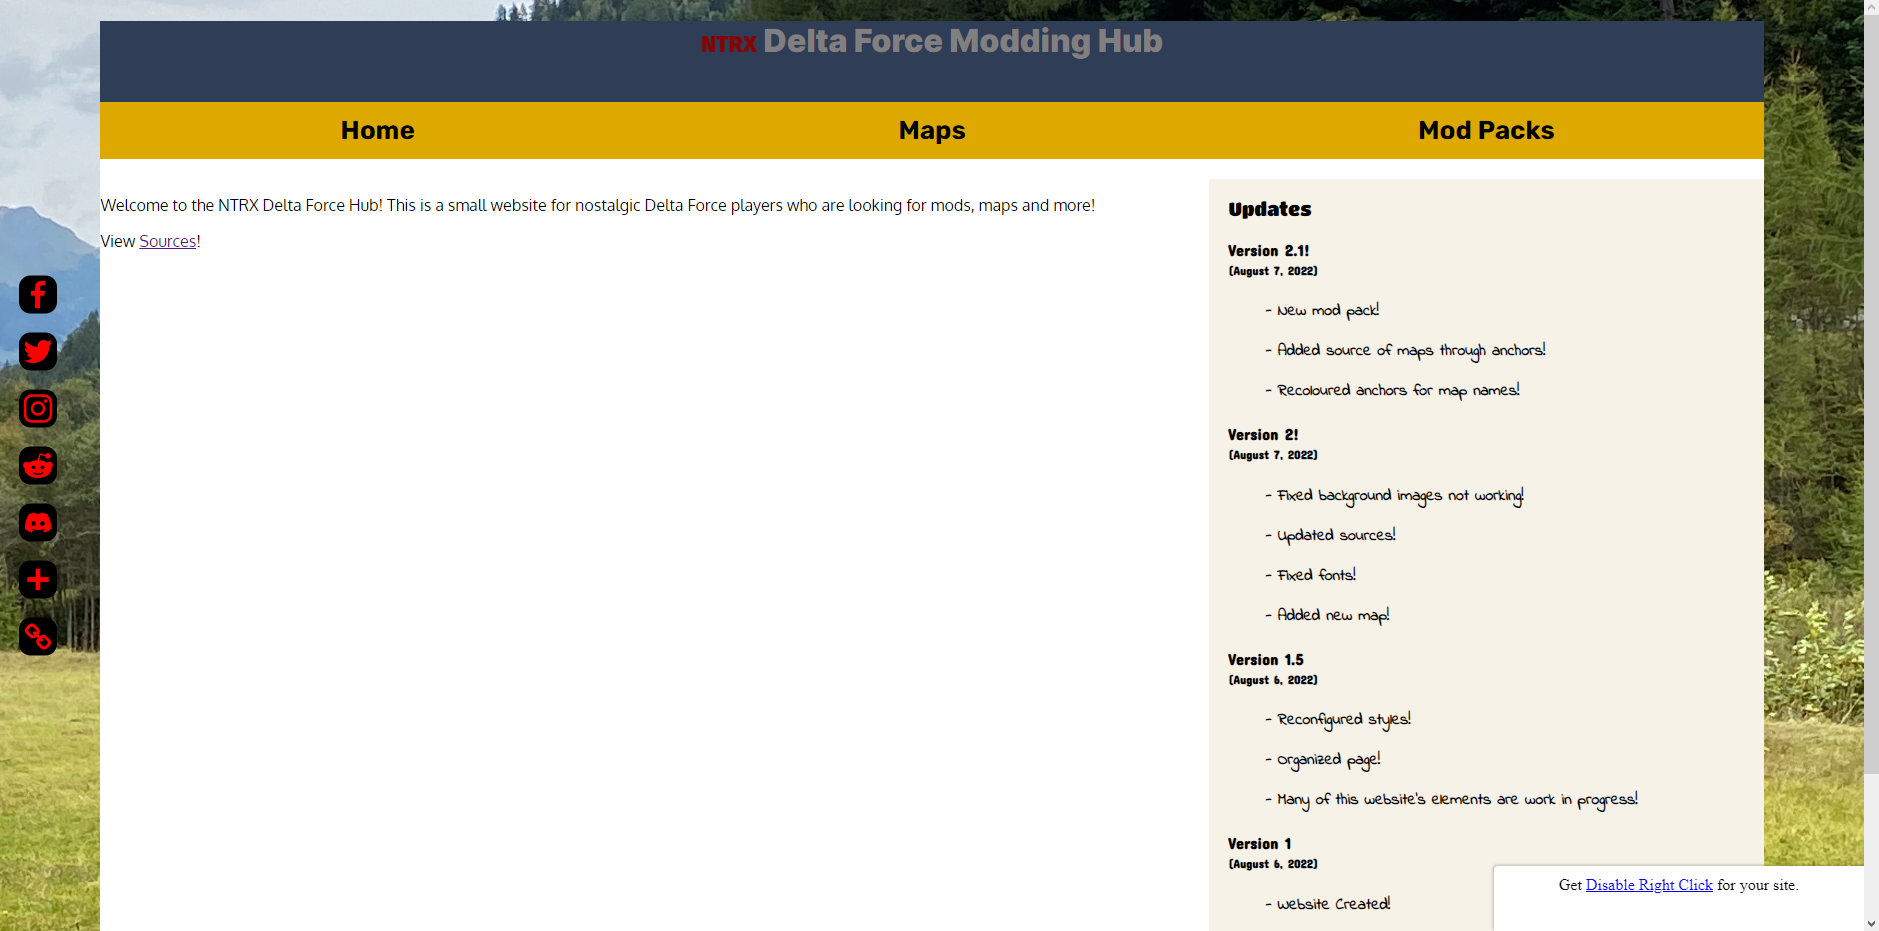 NTRX Delta Force Modding Hub
Home Maps Mod Packs
Welcome to the NTRX Delta Force Hub! This is a small website for nostalgic Delta Force players who are looking for mods, maps and more!
View Sources!
Updates
Version 2.1!
(August 7, 2022)
- New mod pack!
- Added source of maps through anchors!
- Recoloured anchors for map names!
Version 2!
(August 7, 2022)
- Fixed background images not working!
- Updated sources!
- Fixed fonts!
- Added new map!
Version 1.5
(August 6, 2022)
- Reconfigured styles!
- Organized page!
- Many of this website's elements are work in progress!
Version 1
(August 6, 2022)
- Website Created!
Get Disable Right Click for your site.